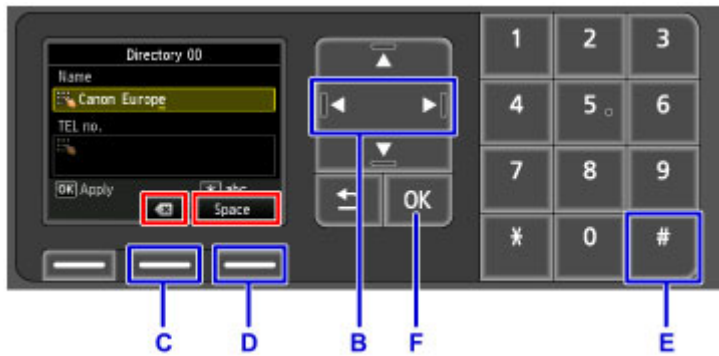 Directory 00
Name
Canon Europe
TEL no.
OK Apply
* abc
Space
OK
1 2 3
4 5 6
7 8 9
* 0 #
C D B F E